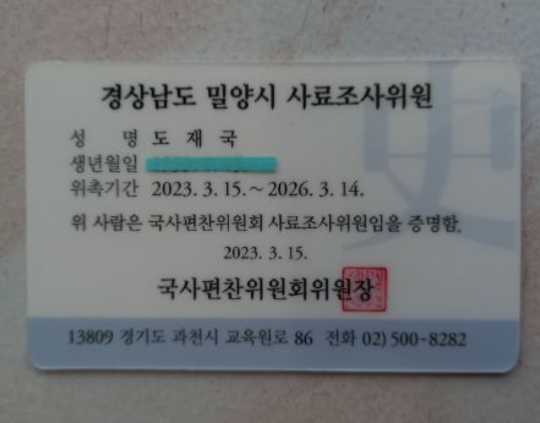 경상남도 밀양시 사료조사위원
성 명 도 재 국
생년월일
위촉기간 2023. 3. 15.~2026. 3. 14.
위 사람은 국사편찬위원회 사료조사위원임을 증명함.
2023. 3. 15.
국사편찬위원회위원장
13809 경기도 과천시 교육원로 86 전화 02) 500-8282
史